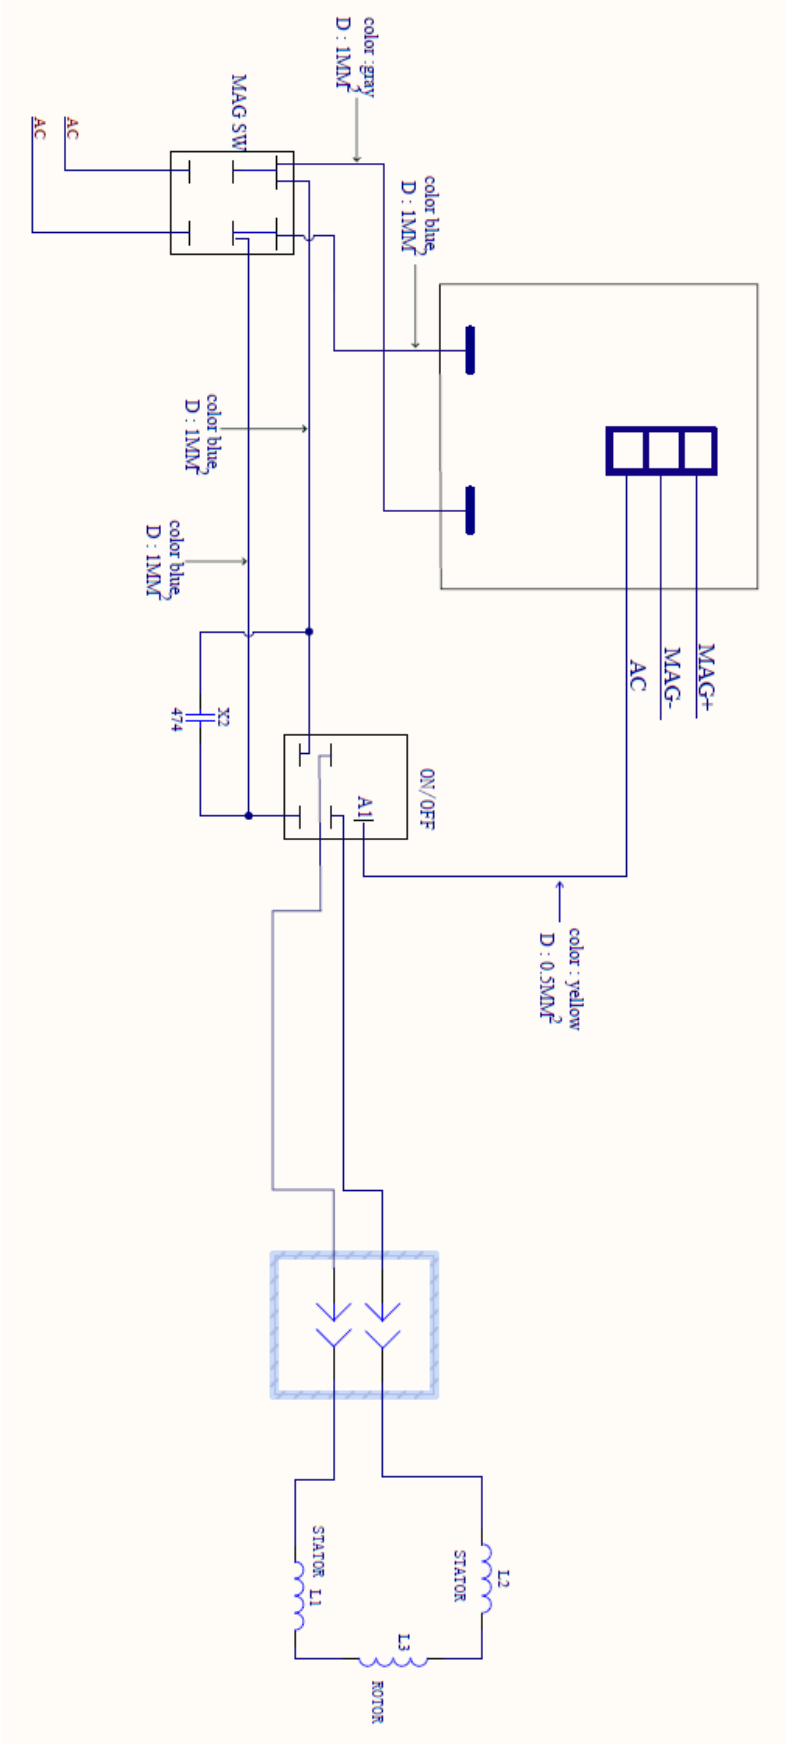 color :gray
D : 1MM²
MAG SW
AC
AC
color blue,
D : 1MM²
color blue,
D : 1MM²
color blue,
D : 1MM²
MAG+
MAG-
AC
X2
474
ON/OFF
A1
color : yellow
D : 0.5MM²
L2
STATOR
STATOR L1
L3
ROTOR